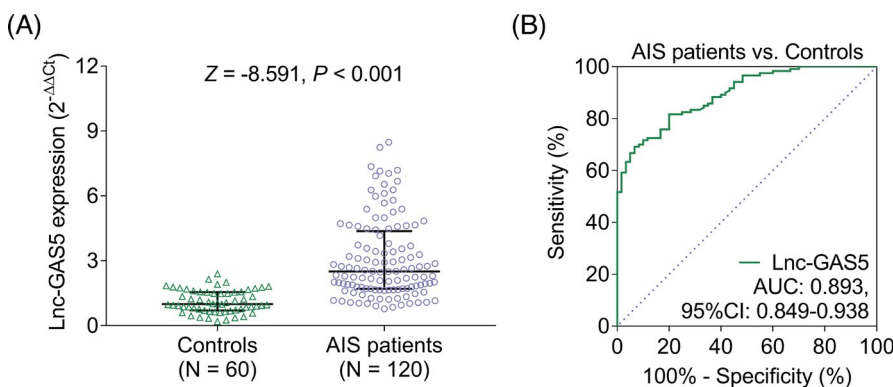 (A)
Lnc-GAS5 expression (2^-ΔΔCt)
12
9
6
3
0
Z = -8.591, P < 0.001
Controls
(N = 60)
AIS patients
(N = 120)
(B)
AIS patients vs. Controls
Sensitivity (%)
100
80
60
40
20
0
Lnc-GAS5
AUC: 0.893,
95%CI: 0.849-0.938
0 20 40 60 80 100
100% - Specificity (%)